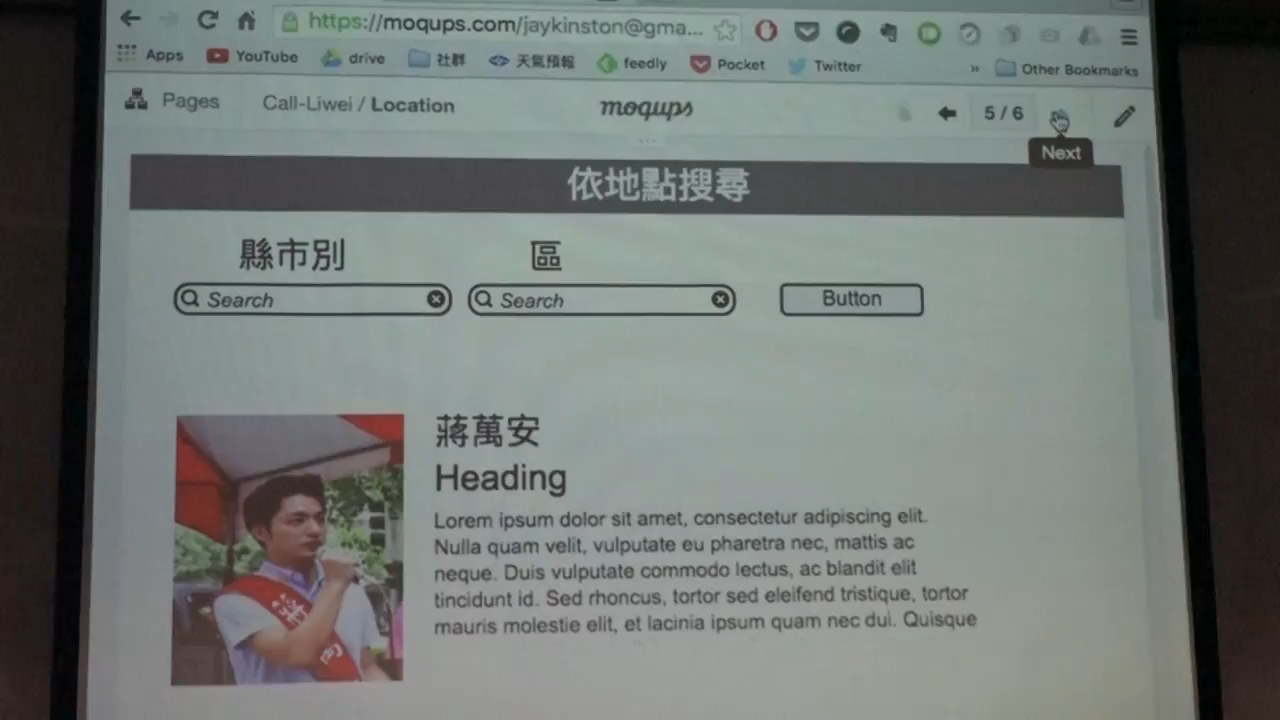 https://moqups.com/jaykinston@gma...
Apps YouTube drive 社群 天氣預報 feedly Pocket Twitter » Other Bookmarks
Pages Call-Liwei / Location moqups 5 / 6
Next
依地點搜尋
縣市別 區
Search Search Button
蔣萬安
Heading
Lorem ipsum dolor sit amet, consectetur adipiscing elit.
Nulla quam velit, vulputate eu pharetra nec, mattis ac
neque. Duis vulputate commodo lectus, ac blandit elit
tincidunt id. Sed rhoncus, tortor sed eleifend tristique, tortor
mauris molestie elit, et lacinia ipsum quam nec dui. Quisque
蔣